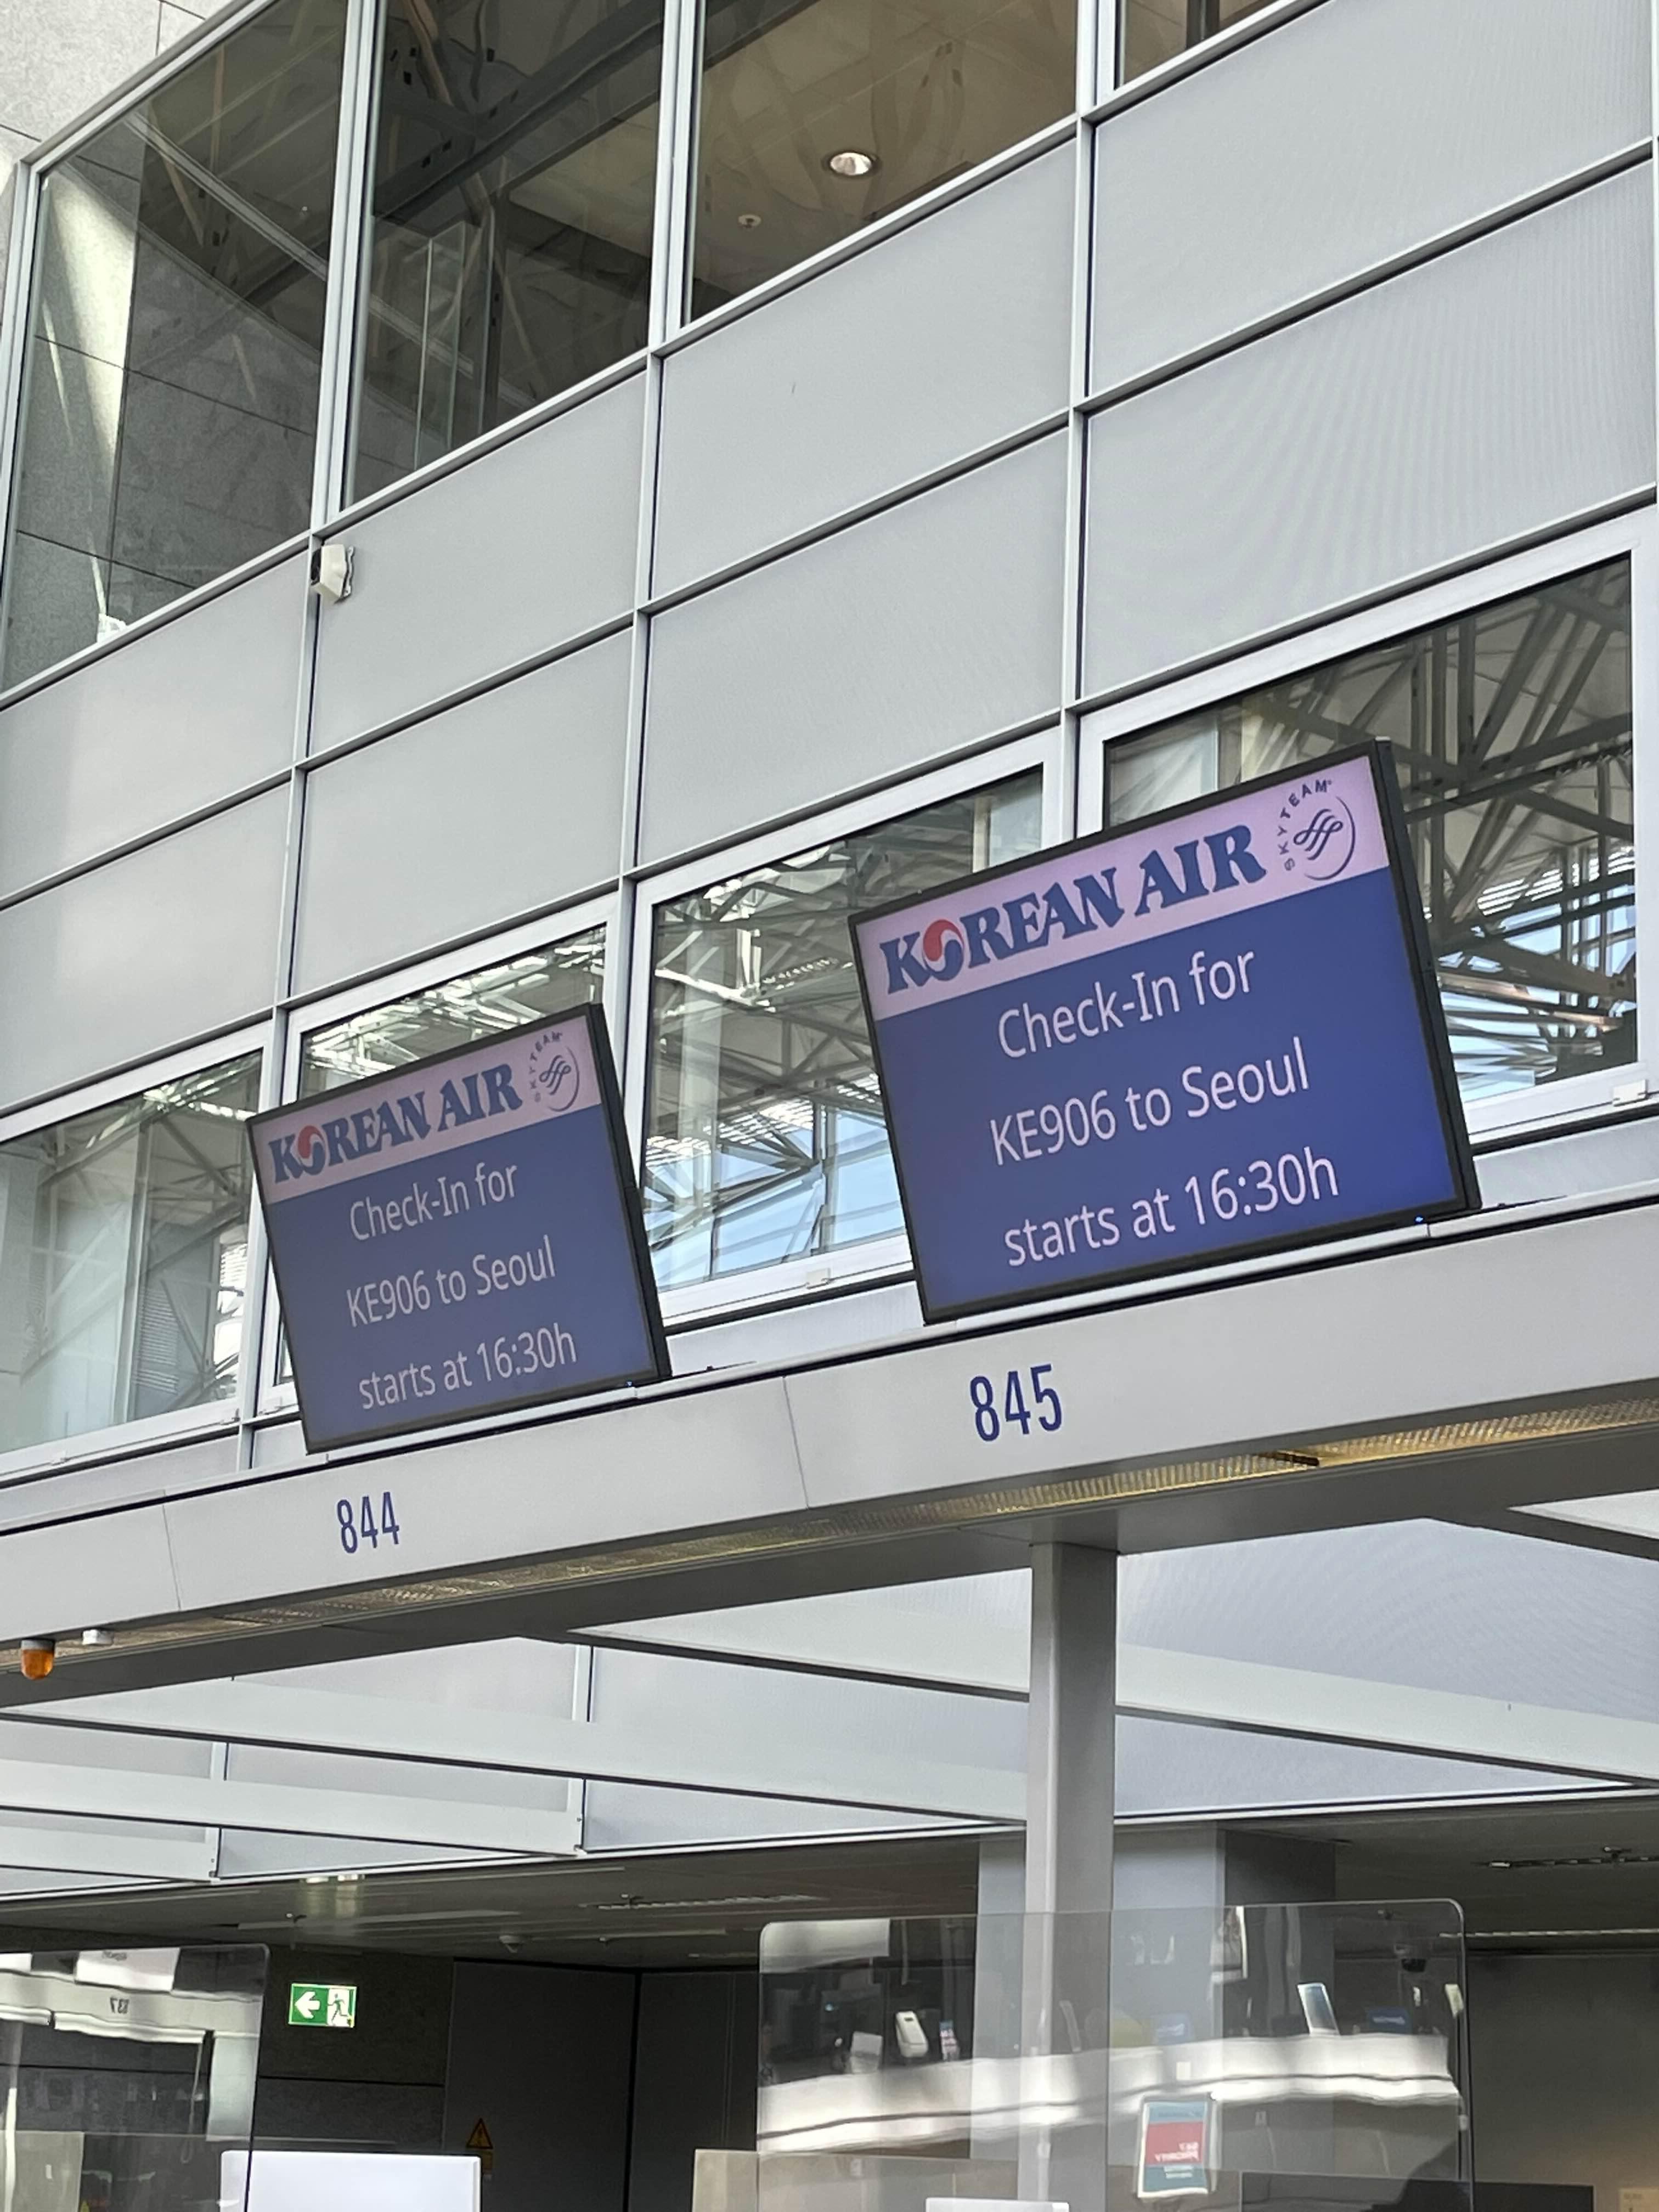 KOREAN AIR
SKYTEAM
Check-In for
KE906 to Seoul
starts at 16:30h
844
KOREAN AIR
SKYTEAM
Check-In for
KE906 to Seoul
starts at 16:30h
845